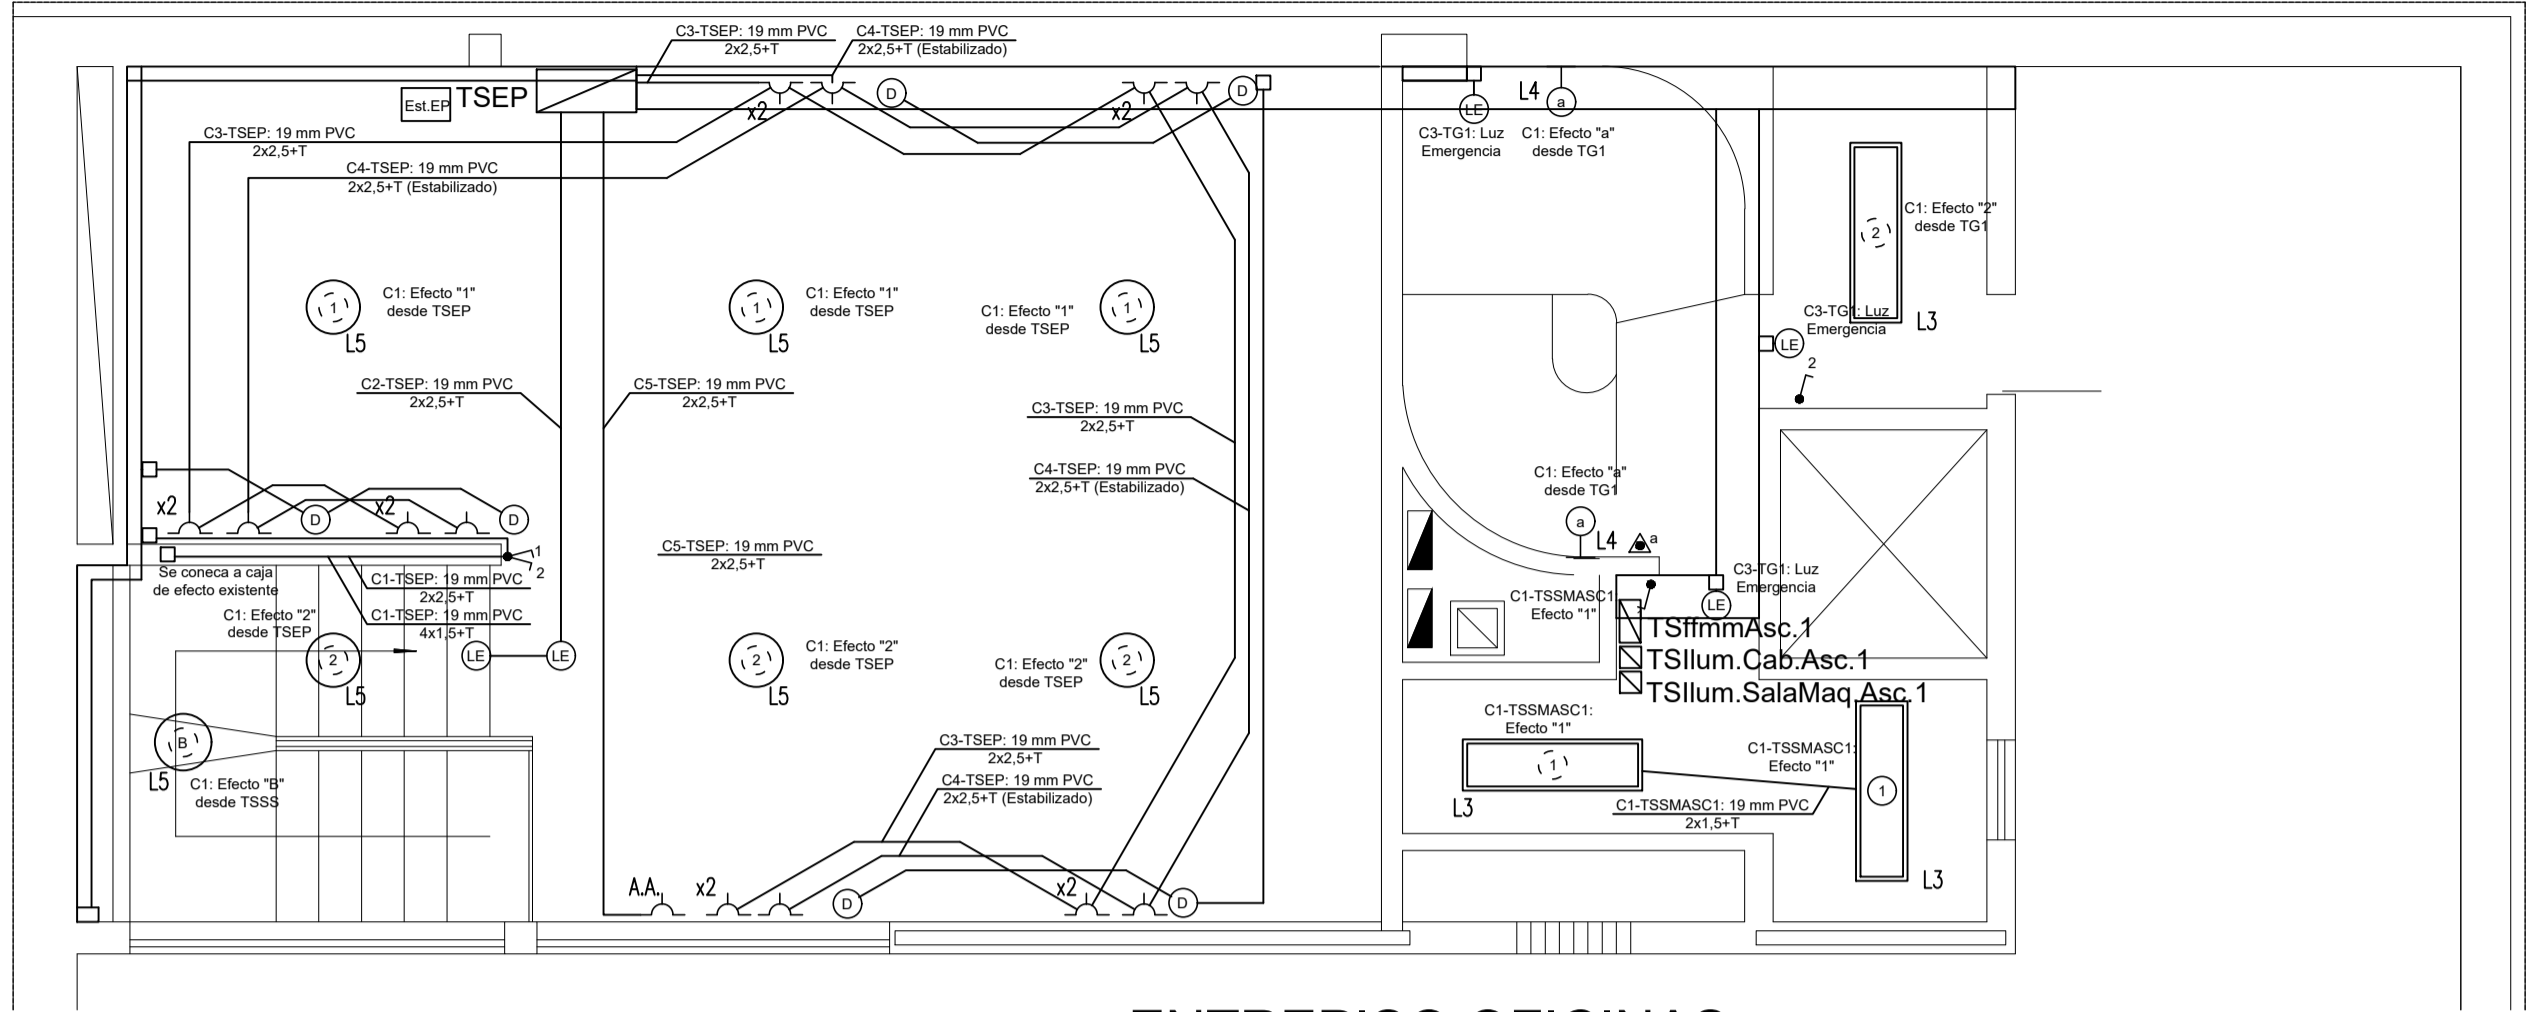 C3-TSEP: 19 mm PVC
2x2,5+T
C4-TSEP: 19 mm PVC
2x2,5+T (Estabilizado)
Est.EP
TSEP
x2
D
x2
D
LE
L4
a
C3-TG1: Luz
Emergencia
C1: Efecto "a"
desde TG1
C3-TSEP: 19 mm PVC
2x2,5+T
C4-TSEP: 19 mm PVC
2x2,5+T (Estabilizado)
2
C1: Efecto "2"
desde TG1
L3
1
C1: Efecto "1"
desde TSEP
L5
1
C1: Efecto "1"
desde TSEP
L5
C1: Efecto "1"
desde TSEP
1
L5
C3-TG1: Luz
Emergencia
LE
2
C2-TSEP: 19 mm PVC
2x2,5+T
C5-TSEP: 19 mm PVC
2x2,5+T
C3-TSEP: 19 mm PVC
2x2,5+T
C4-TSEP: 19 mm PVC
2x2,5+T (Estabilizado)
C1: Efecto "a"
desde TG1
a
L4
a
x2
D
x2
D
1
2
C5-TSEP: 19 mm PVC
2x2,5+T
Se coneca a caja
de efecto existente
C1-TSEP: 19 mm PVC
2x2,5+T
C1-TSEP: 19 mm PVC
4x1,5+T
C3-TG1: Luz
Emergencia
LE
C1-TSSMASC1:
Efecto "1"
TSffmmAsc.1
TSIlum.Cab.Asc.1
TSIlum.SalaMaq.Asc.1
C1: Efecto "2"
desde TSEP
2
L5
LE
LE
2
C1: Efecto "2"
desde TSEP
L5
C1: Efecto "2"
desde TSEP
2
L5
B
L5
C1: Efecto "B"
desde TSSS
C3-TSEP: 19 mm PVC
2x2,5+T
C4-TSEP: 19 mm PVC
2x2,5+T (Estabilizado)
C1-TSSMASC1:
Efecto "1"
1
L3
C1-TSSMASC1:
Efecto "1"
1
C1-TSSMASC1: 19 mm PVC
2x1,5+T
L3
A.A.
x2
D
x2
D
ENTREPISO OFICINAS